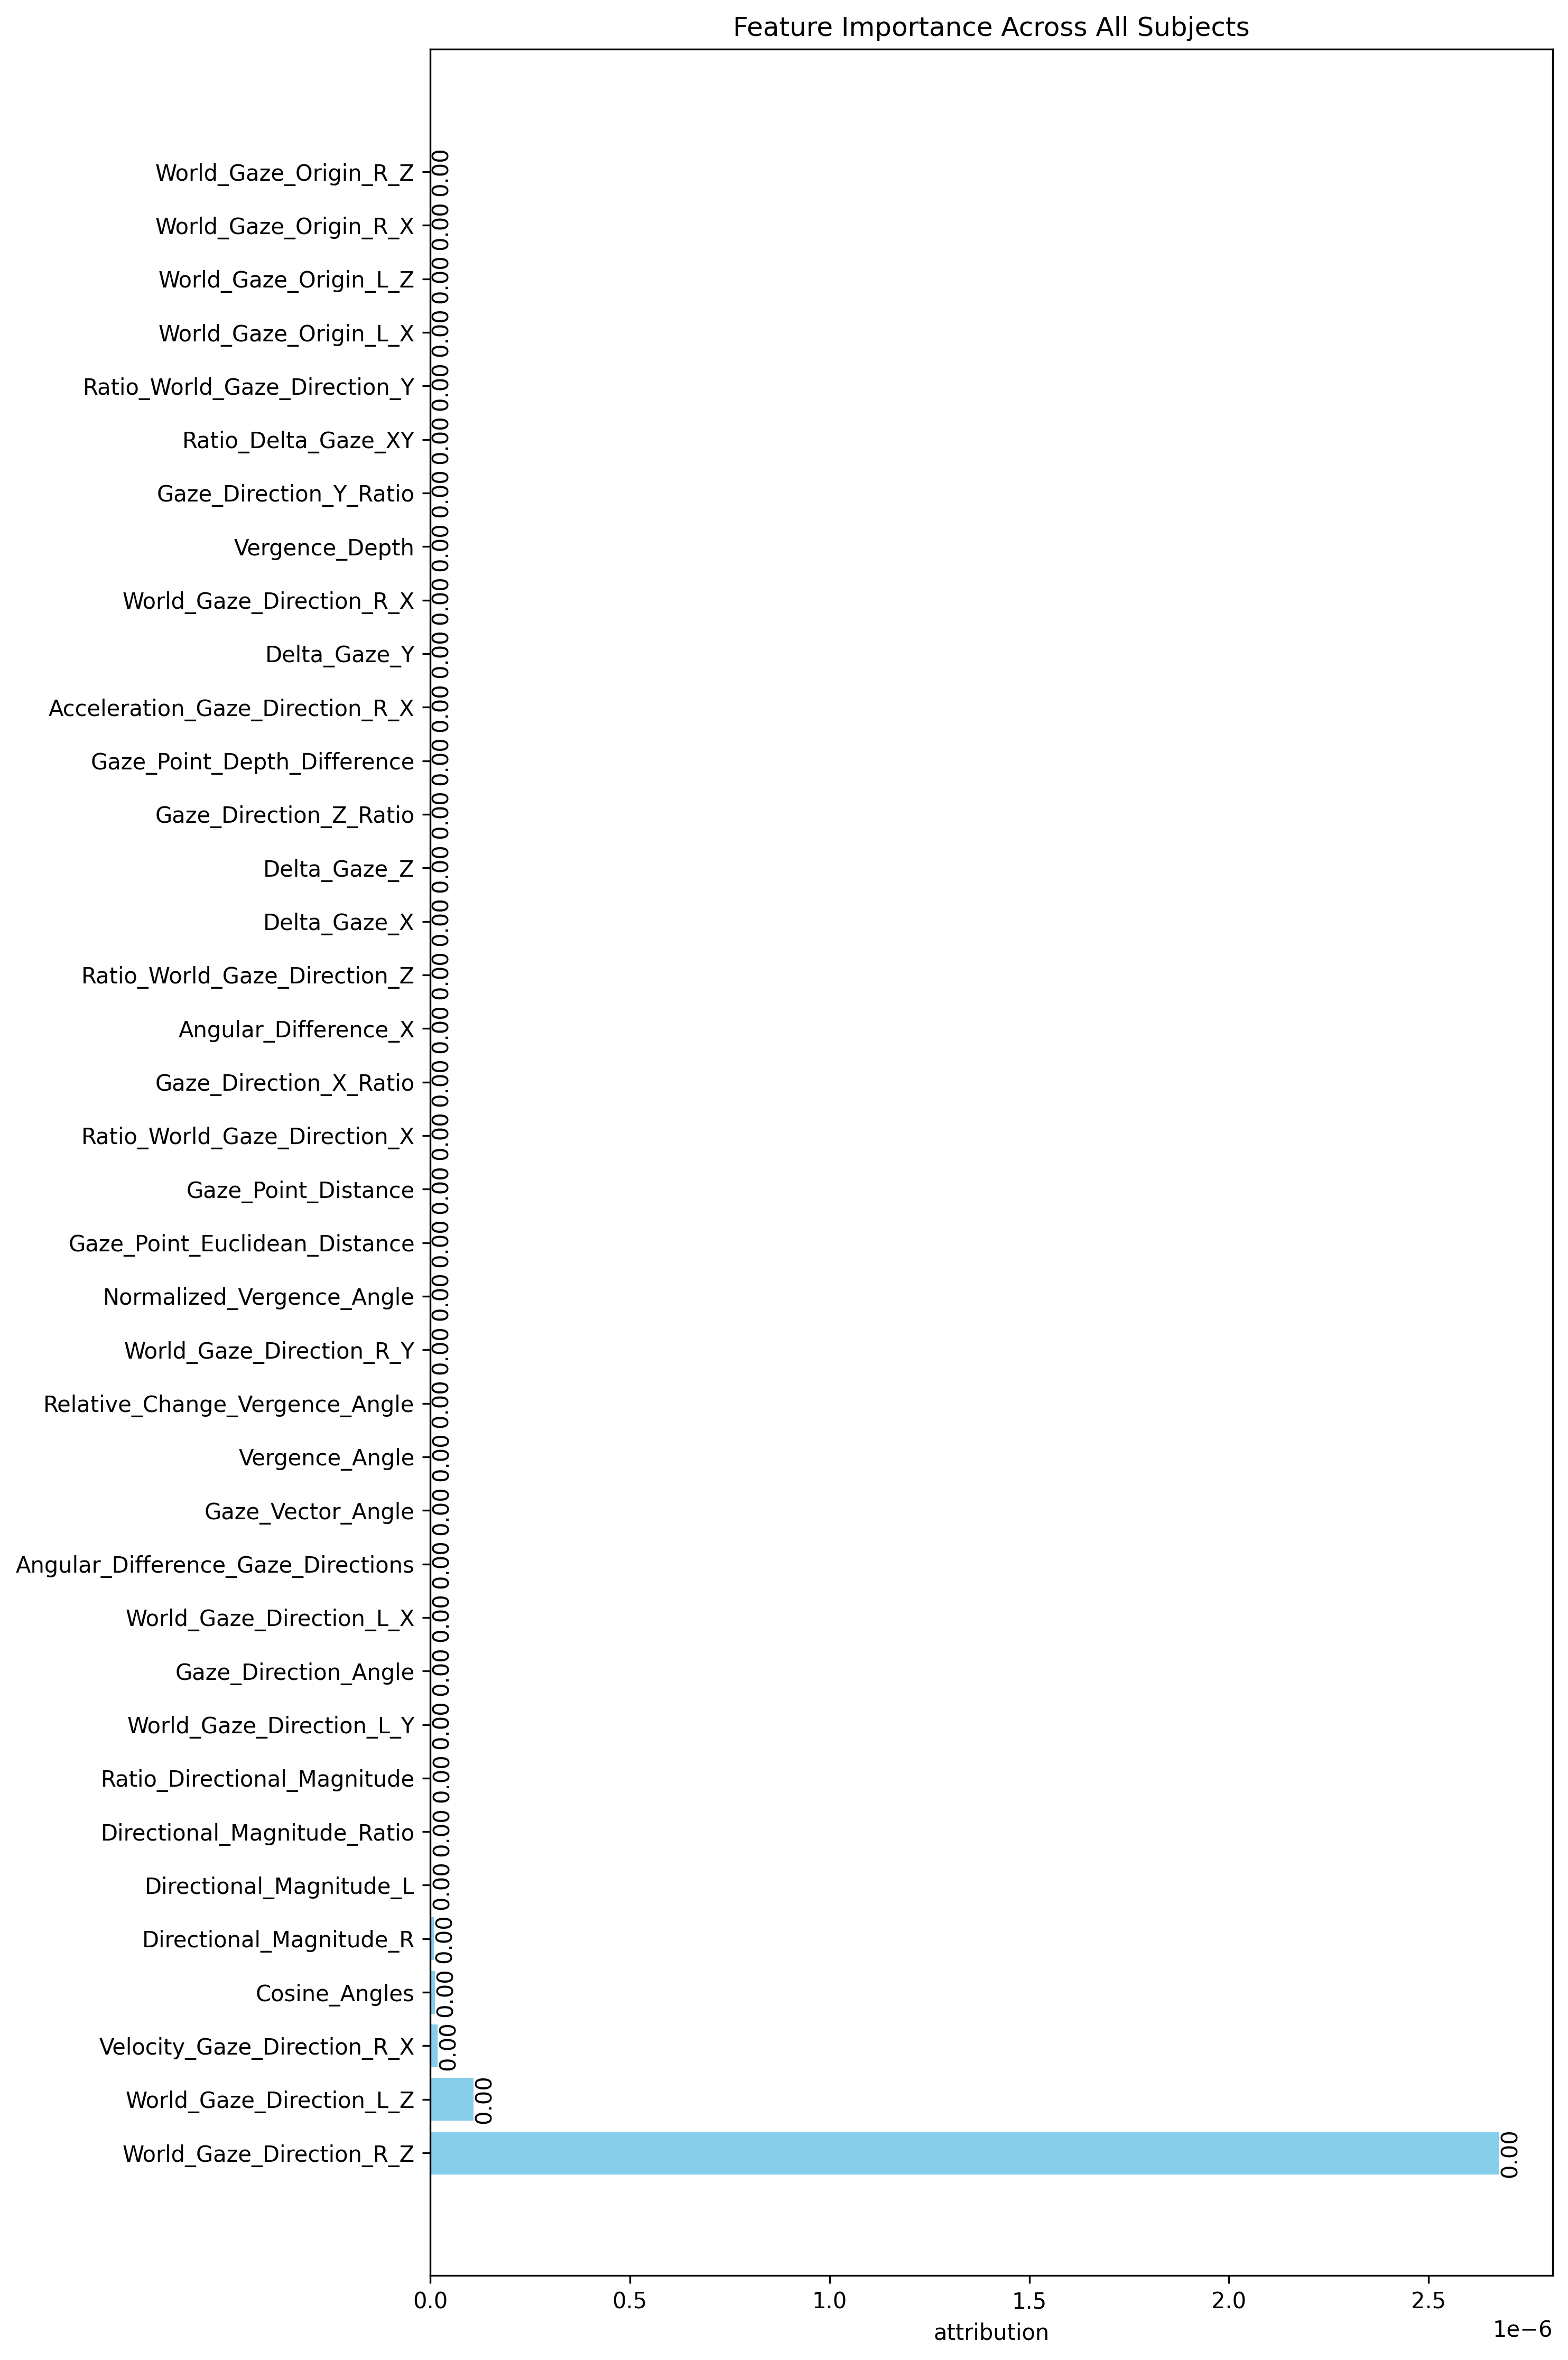 Feature Importance Across All Subjects
World_Gaze_Origin_R_Z 0.00
World_Gaze_Origin_R_X 0.00
World_Gaze_Origin_L_Z 0.00
World_Gaze_Origin_L_X 0.00
Ratio_World_Gaze_Direction_Y 0.00
Ratio_Delta_Gaze_XY 0.00
Gaze_Direction_Y_Ratio 0.00
Vergence_Depth 0.00
World_Gaze_Direction_R_X 0.00
Delta_Gaze_Y 0.00
Acceleration_Gaze_Direction_R_X 0.00
Gaze_Point_Depth_Difference 0.00
Gaze_Direction_Z_Ratio 0.00
Delta_Gaze_Z 0.00
Delta_Gaze_X 0.00
Ratio_World_Gaze_Direction_Z 0.00
Angular_Difference_X 0.00
Gaze_Direction_X_Ratio 0.00
Ratio_World_Gaze_Direction_X 0.00
Gaze_Point_Distance 0.00
Gaze_Point_Euclidean_Distance 0.00
Normalized_Vergence_Angle 0.00
World_Gaze_Direction_R_Y 0.00
Relative_Change_Vergence_Angle 0.00
Vergence_Angle 0.00
Gaze_Vector_Angle 0.00
Angular_Difference_Gaze_Directions 0.00
World_Gaze_Direction_L_X 0.00
Gaze_Direction_Angle 0.00
World_Gaze_Direction_L_Y 0.00
Ratio_Directional_Magnitude 0.00
Directional_Magnitude_Ratio 0.00
Directional_Magnitude_L 0.00
Directional_Magnitude_R 0.00
Cosine_Angles 0.00
Velocity_Gaze_Direction_R_X 0.00
World_Gaze_Direction_L_Z 0.00
World_Gaze_Direction_R_Z 0.00
0.0 0.5 1.0 1.5 2.0 2.5
1e−6
attribution